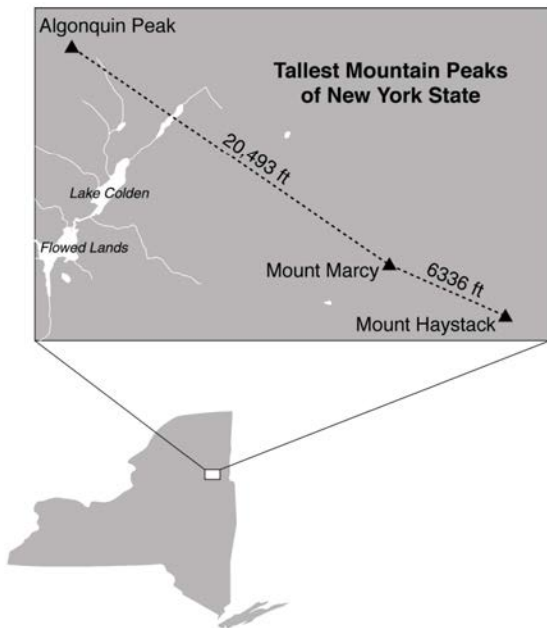 Algonquin Peak
Tallest Mountain Peaks
of New York State
20,493 ft
Lake Colden
Flowed Lands
Mount Marcy
6336 ft
Mount Haystack